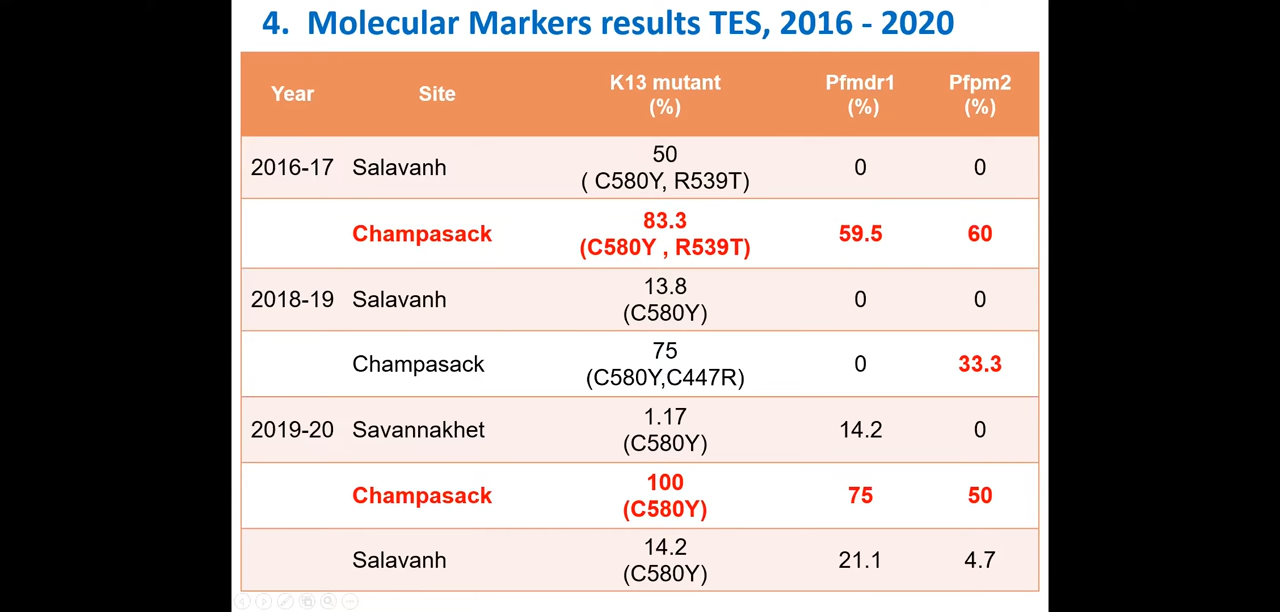 4. Molecular Markers results TES, 2016 - 2020
Year Site K13 mutant (%) Pfmdr1 (%) Pfpm2 (%)
2016-17 Salavanh 50 ( C580Y, R539T) 0 0
Champasack 83.3 (C580Y , R539T) 59.5 60
2018-19 Salavanh 13.8 (C580Y) 0 0
Champasack 75 (C580Y,C447R) 0 33.3
2019-20 Savannakhet 1.17 (C580Y) 14.2 0
Champasack 100 (C580Y) 75 50
Salavanh 14.2 (C580Y) 21.1 4.7